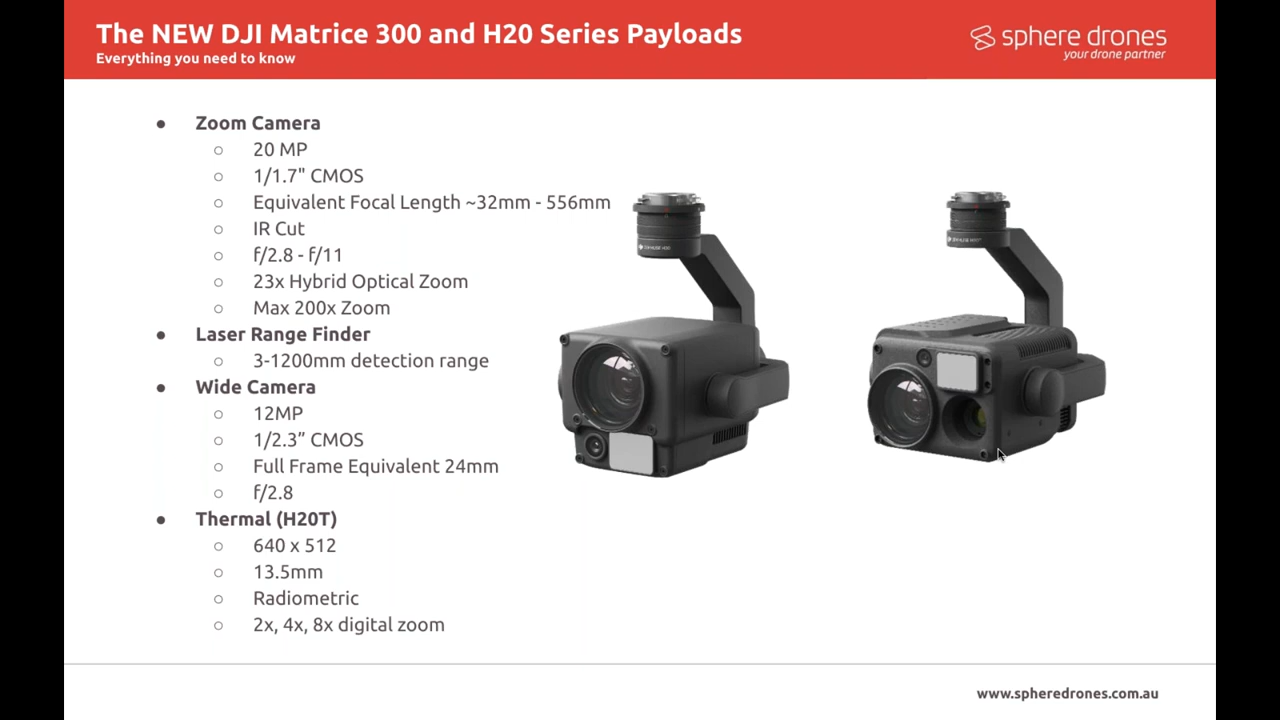 The NEW DJI Matrice 300 and H20 Series Payloads
Everything you need to know
sphere drones
your drone partner
● Zoom Camera
○ 20 MP
○ 1/1.7" CMOS
○ Equivalent Focal Length ~32mm - 556mm
○ IR Cut
○ f/2.8 - f/11
○ 23x Hybrid Optical Zoom
○ Max 200x Zoom
● Laser Range Finder
○ 3-1200mm detection range
● Wide Camera
○ 12MP
○ 1/2.3” CMOS
○ Full Frame Equivalent 24mm
○ f/2.8
● Thermal (H20T)
○ 640 x 512
○ 13.5mm
○ Radiometric
○ 2x, 4x, 8x digital zoom
www.spheredrones.com.au